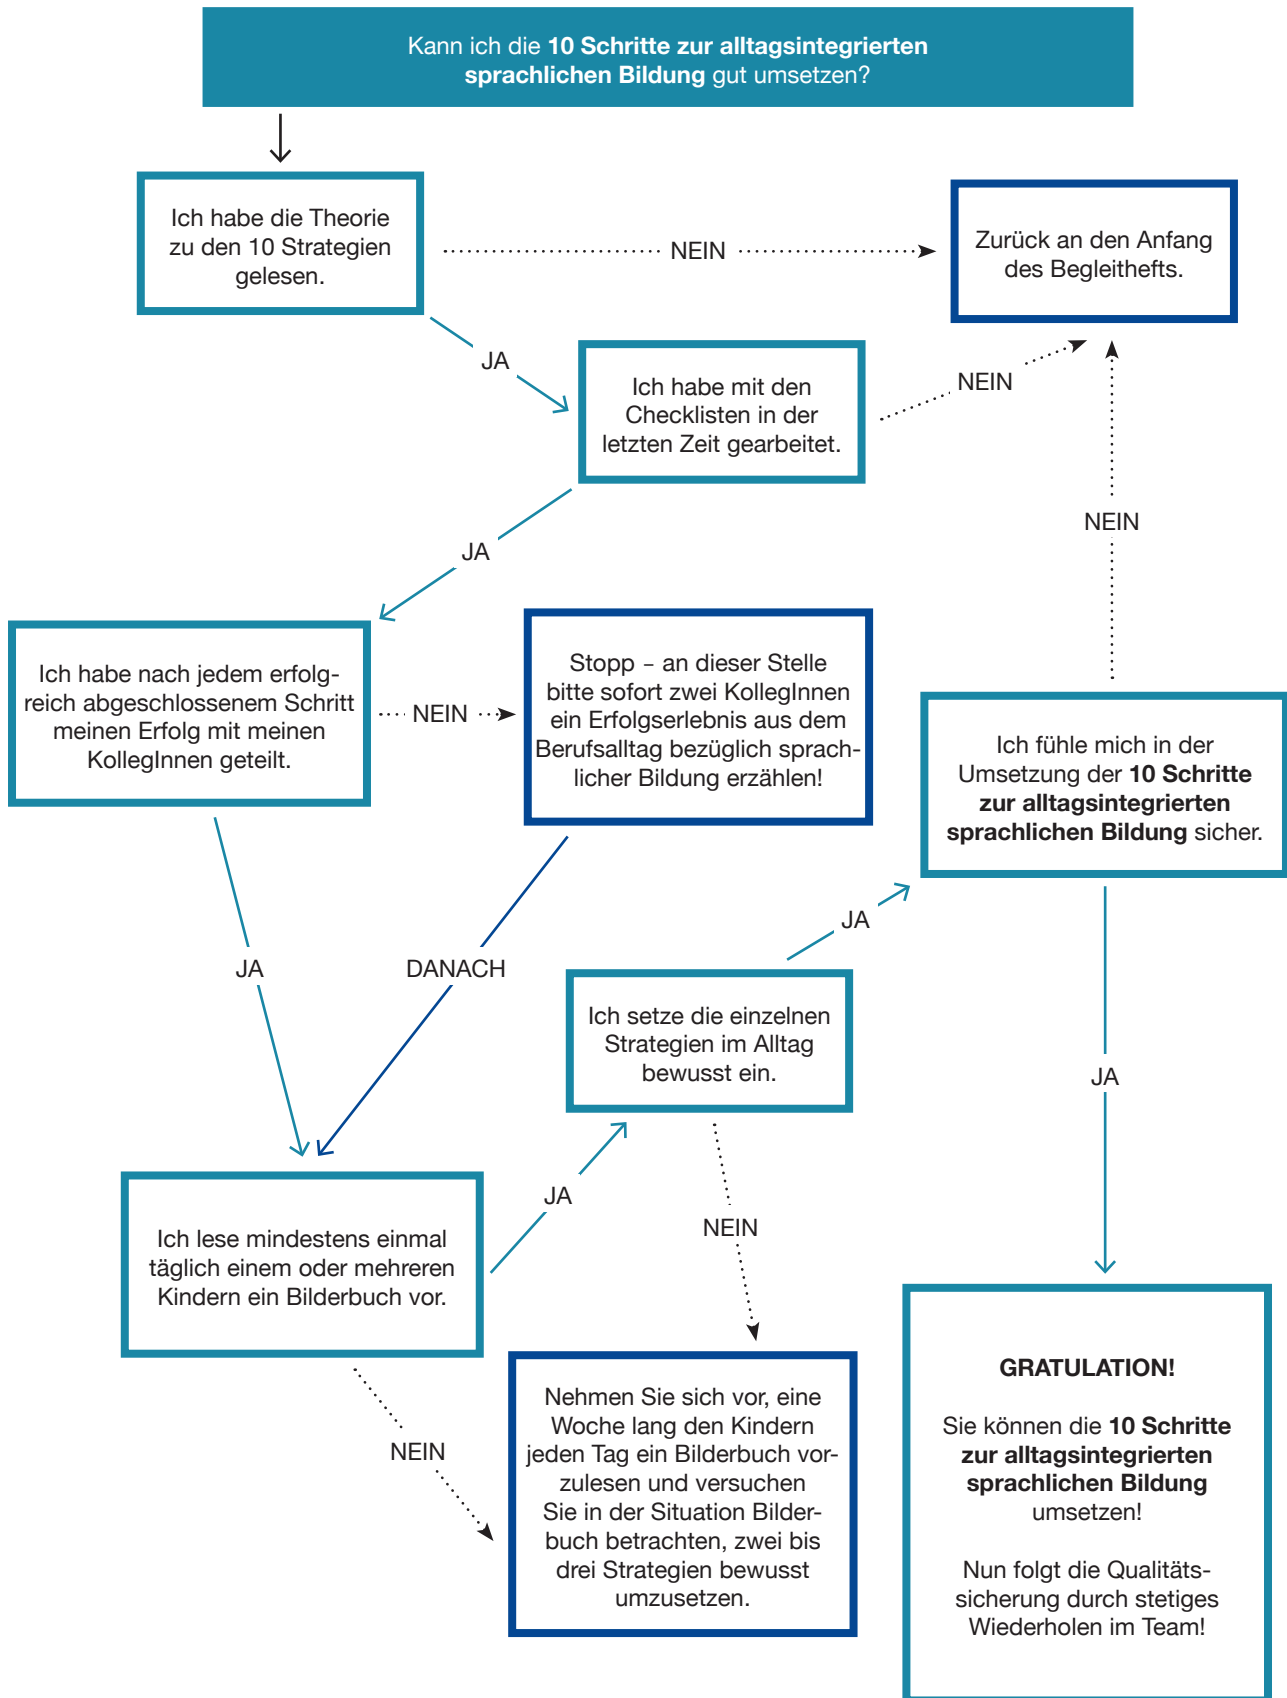 Kann ich die 10 Schritte zur alltagsintegrierten
sprachlichen Bildung gut umsetzen?
Ich habe die Theorie
zu den 10 Strategien
gelesen.
NEIN
Zurück an den Anfang
des Begleithefts.
JA
Ich habe mit den
Checklisten in der
letzten Zeit gearbeitet.
NEIN
NEIN
JA
Ich habe nach jedem erfolg-
reich abgeschlossenem Schritt
meinen Erfolg mit meinen
KollegInnen geteilt.
NEIN
Stopp – an dieser Stelle
bitte sofort zwei KollegInnen
ein Erfolgserlebnis aus dem
Berufsalltag bezüglich sprach-
licher Bildung erzählen!
Ich fühle mich in der
Umsetzung der 10 Schritte
zur alltagsintegrierten
sprachlichen Bildung sicher.
JA
DANACH
JA
Ich setze die einzelnen
Strategien im Alltag
bewusst ein.
JA
JA
NEIN
Ich lese mindestens einmal
täglich einem oder mehreren
Kindern ein Bilderbuch vor.
NEIN
Nehmen Sie sich vor, eine
Woche lang den Kindern
jeden Tag ein Bilderbuch vor-
zulesen und versuchen
Sie in der Situation Bilder-
buch betrachten, zwei bis
drei Strategien bewusst
umzusetzen.
GRATULATION!
Sie können die 10 Schritte
zur alltagsintegrierten
sprachlichen Bildung
umsetzen!
Nun folgt die Qualitäts-
sicherung durch stetiges
Wiederholen im Team!